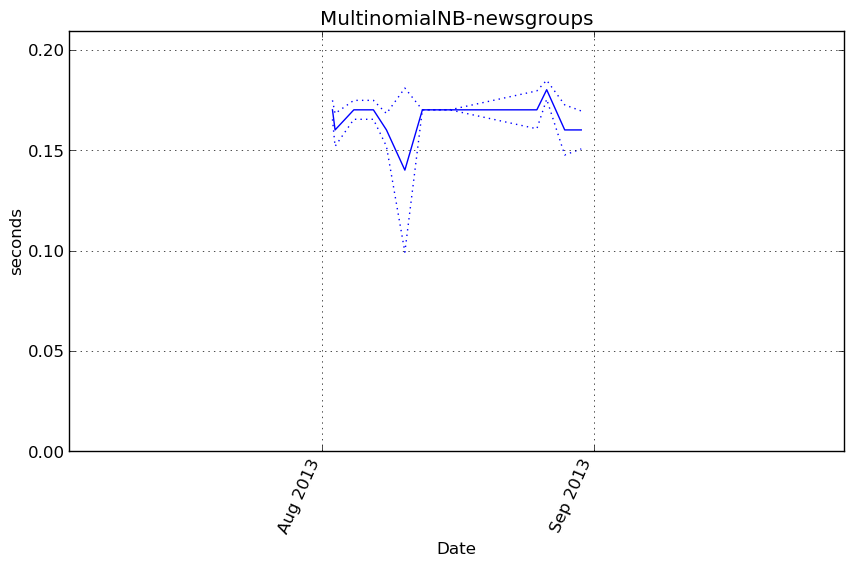 MultinomialNB-newsgroups
0.20
0.15
0.10
0.05
0.00
seconds
Aug 2013
Sep 2013
Date